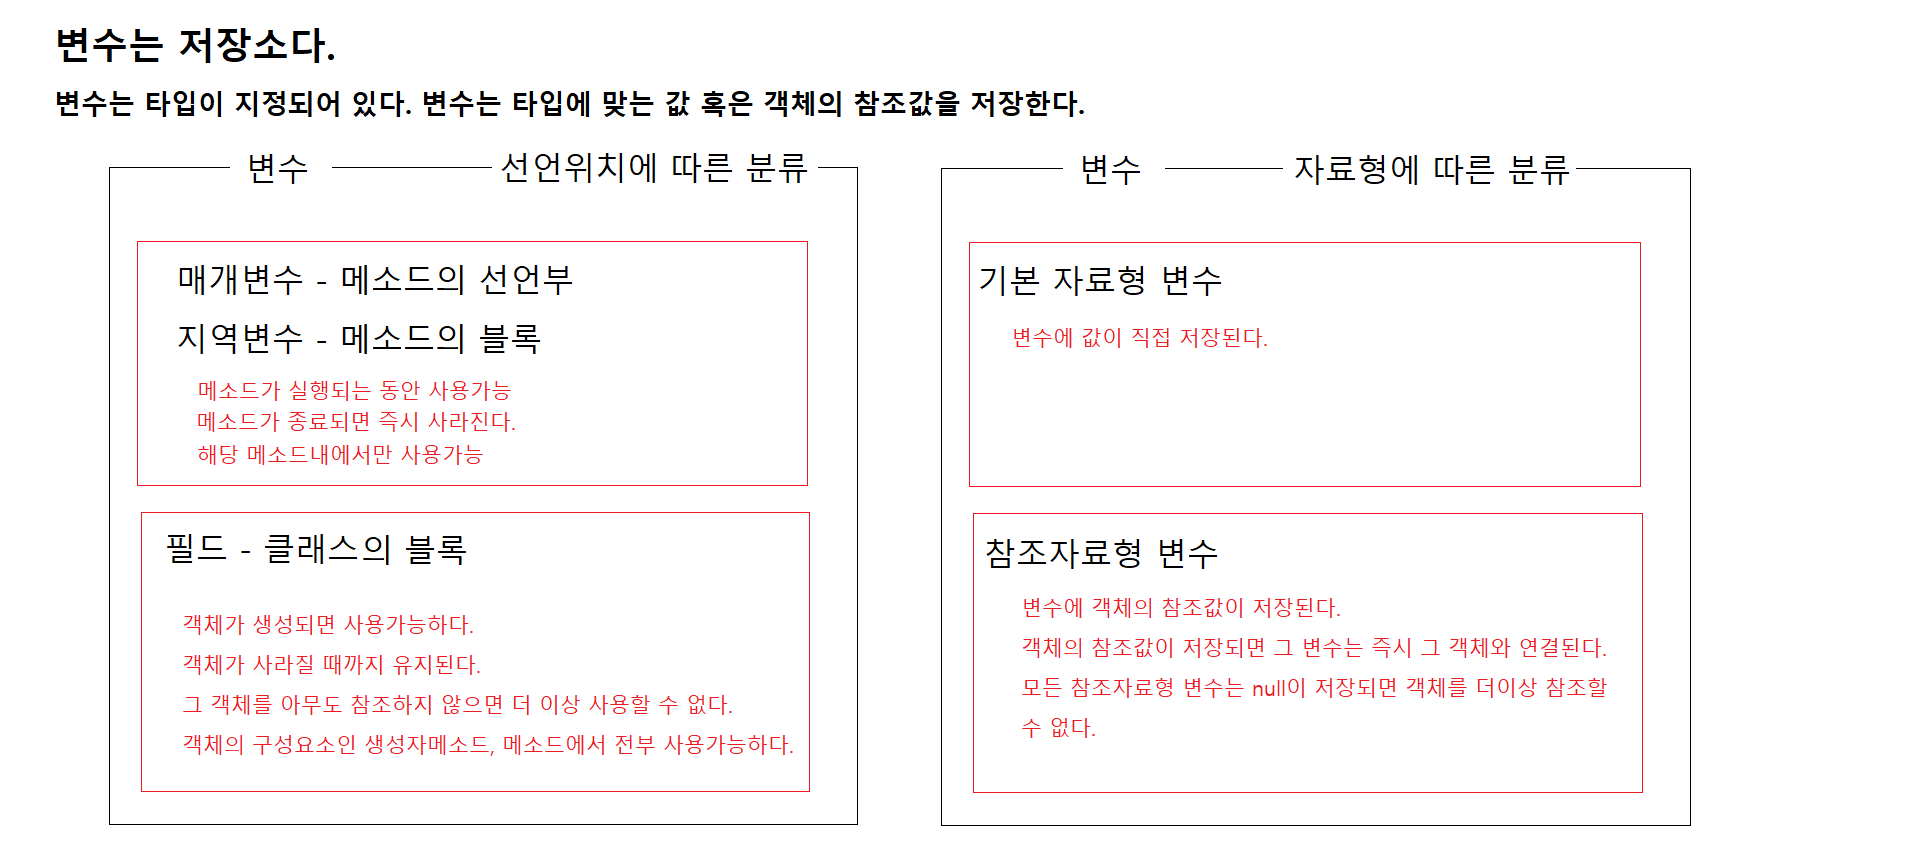 변수는 저장소다.
변수는 타입이 지정되어 있다. 변수는 타입에 맞는 값 혹은 객체의 참조값을 저장한다.
변수 선언위치에 따른 분류
매개변수 - 메소드의 선언부
지역변수 - 메소드의 블록
메소드가 실행되는 동안 사용가능
메소드가 종료되면 즉시 사라진다.
해당 메소드내에서만 사용가능
필드 - 클래스의 블록
객체가 생성되면 사용가능하다.
객체가 사라질 때까지 유지된다.
그 객체를 아무도 참조하지 않으면 더 이상 사용할 수 없다.
객체의 구성요소인 생성자메소드, 메소드에서 전부 사용가능하다.
변수 자료형에 따른 분류
기본 자료형 변수
변수에 값이 직접 저장된다.
참조자료형 변수
변수에 객체의 참조값이 저장된다.
객체의 참조값이 저장되면 그 변수는 즉시 그 객체와 연결된다.
모든 참조자료형 변수는 null이 저장되면 객체를 더이상 참조할
수 없다.